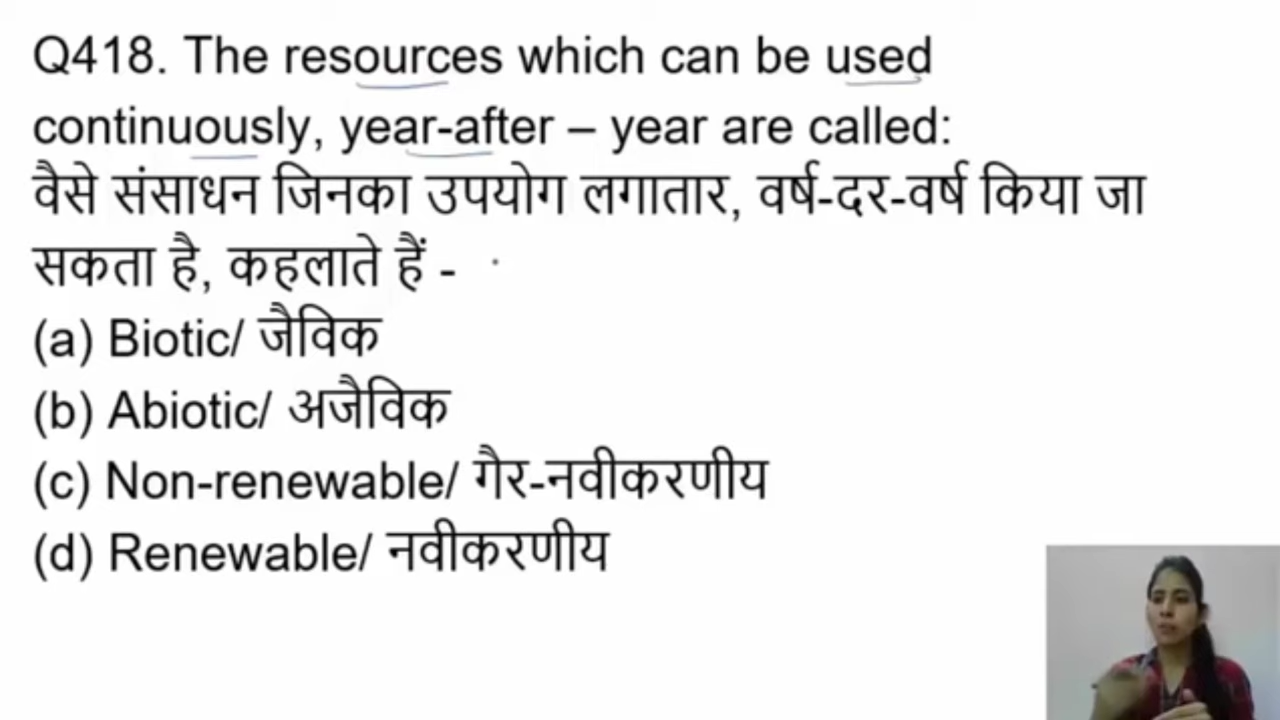 Q418. The resources which can be used
continuously, year-after – year are called:
वैसे संसाधन जिनका उपयोग लगातार, वर्ष-दर-वर्ष किया जा
सकता है, कहलाते हैं -
(a) Biotic/ जैविक
(b) Abiotic/ अजैविक
(c) Non-renewable/ गैर-नवीकरणीय
(d) Renewable/ नवीकरणीय